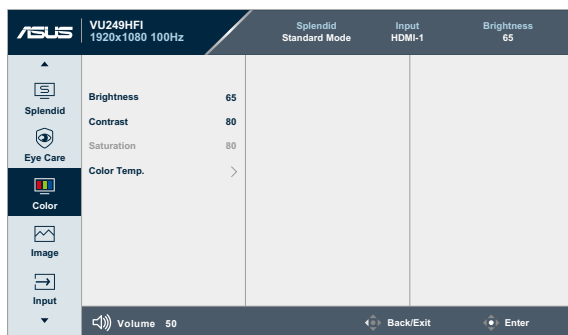 ASUS
VU249HFI
1920x1080 100Hz
Splendid
Standard Mode
Input
HDMI-1
Brightness
65
Splendid
Eye Care
Color
Image
Input
Brightness 65
Contrast 80
Saturation 80
Color Temp.
Volume 50
Back/Exit
Enter